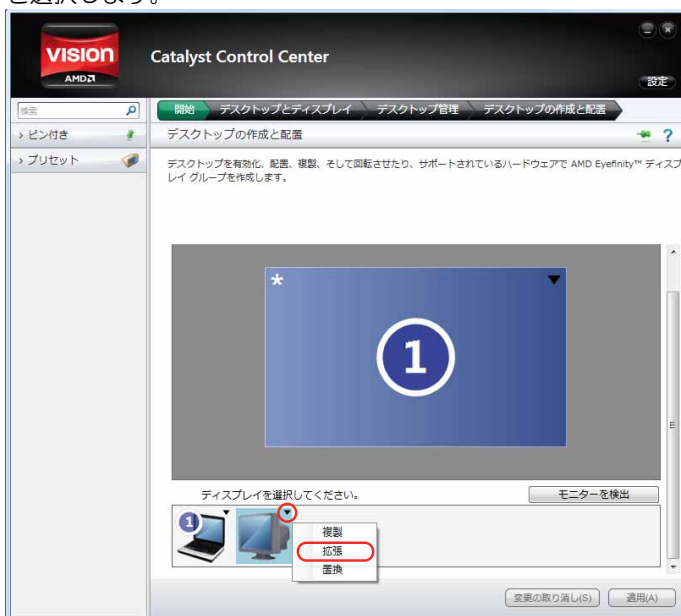 を選択します。
VISION
AMD
Catalyst Control Center
設定
検索
開始
デスクトップとディスプレイ
デスクトップ管理
デスクトップの作成と配置
› ピン付き
デスクトップの作成と配置
?
› プリセット
デスクトップを有効化、配置、複製、そして回転させたり、サポートされているハードウェアで AMD Eyefinity™ ディスプ
レイ グループを作成します。
*
1
ディスプレイを選択してください。
モニターを検出
1
複製
拡張
置換
変更の取り消し(S)
適用(A)